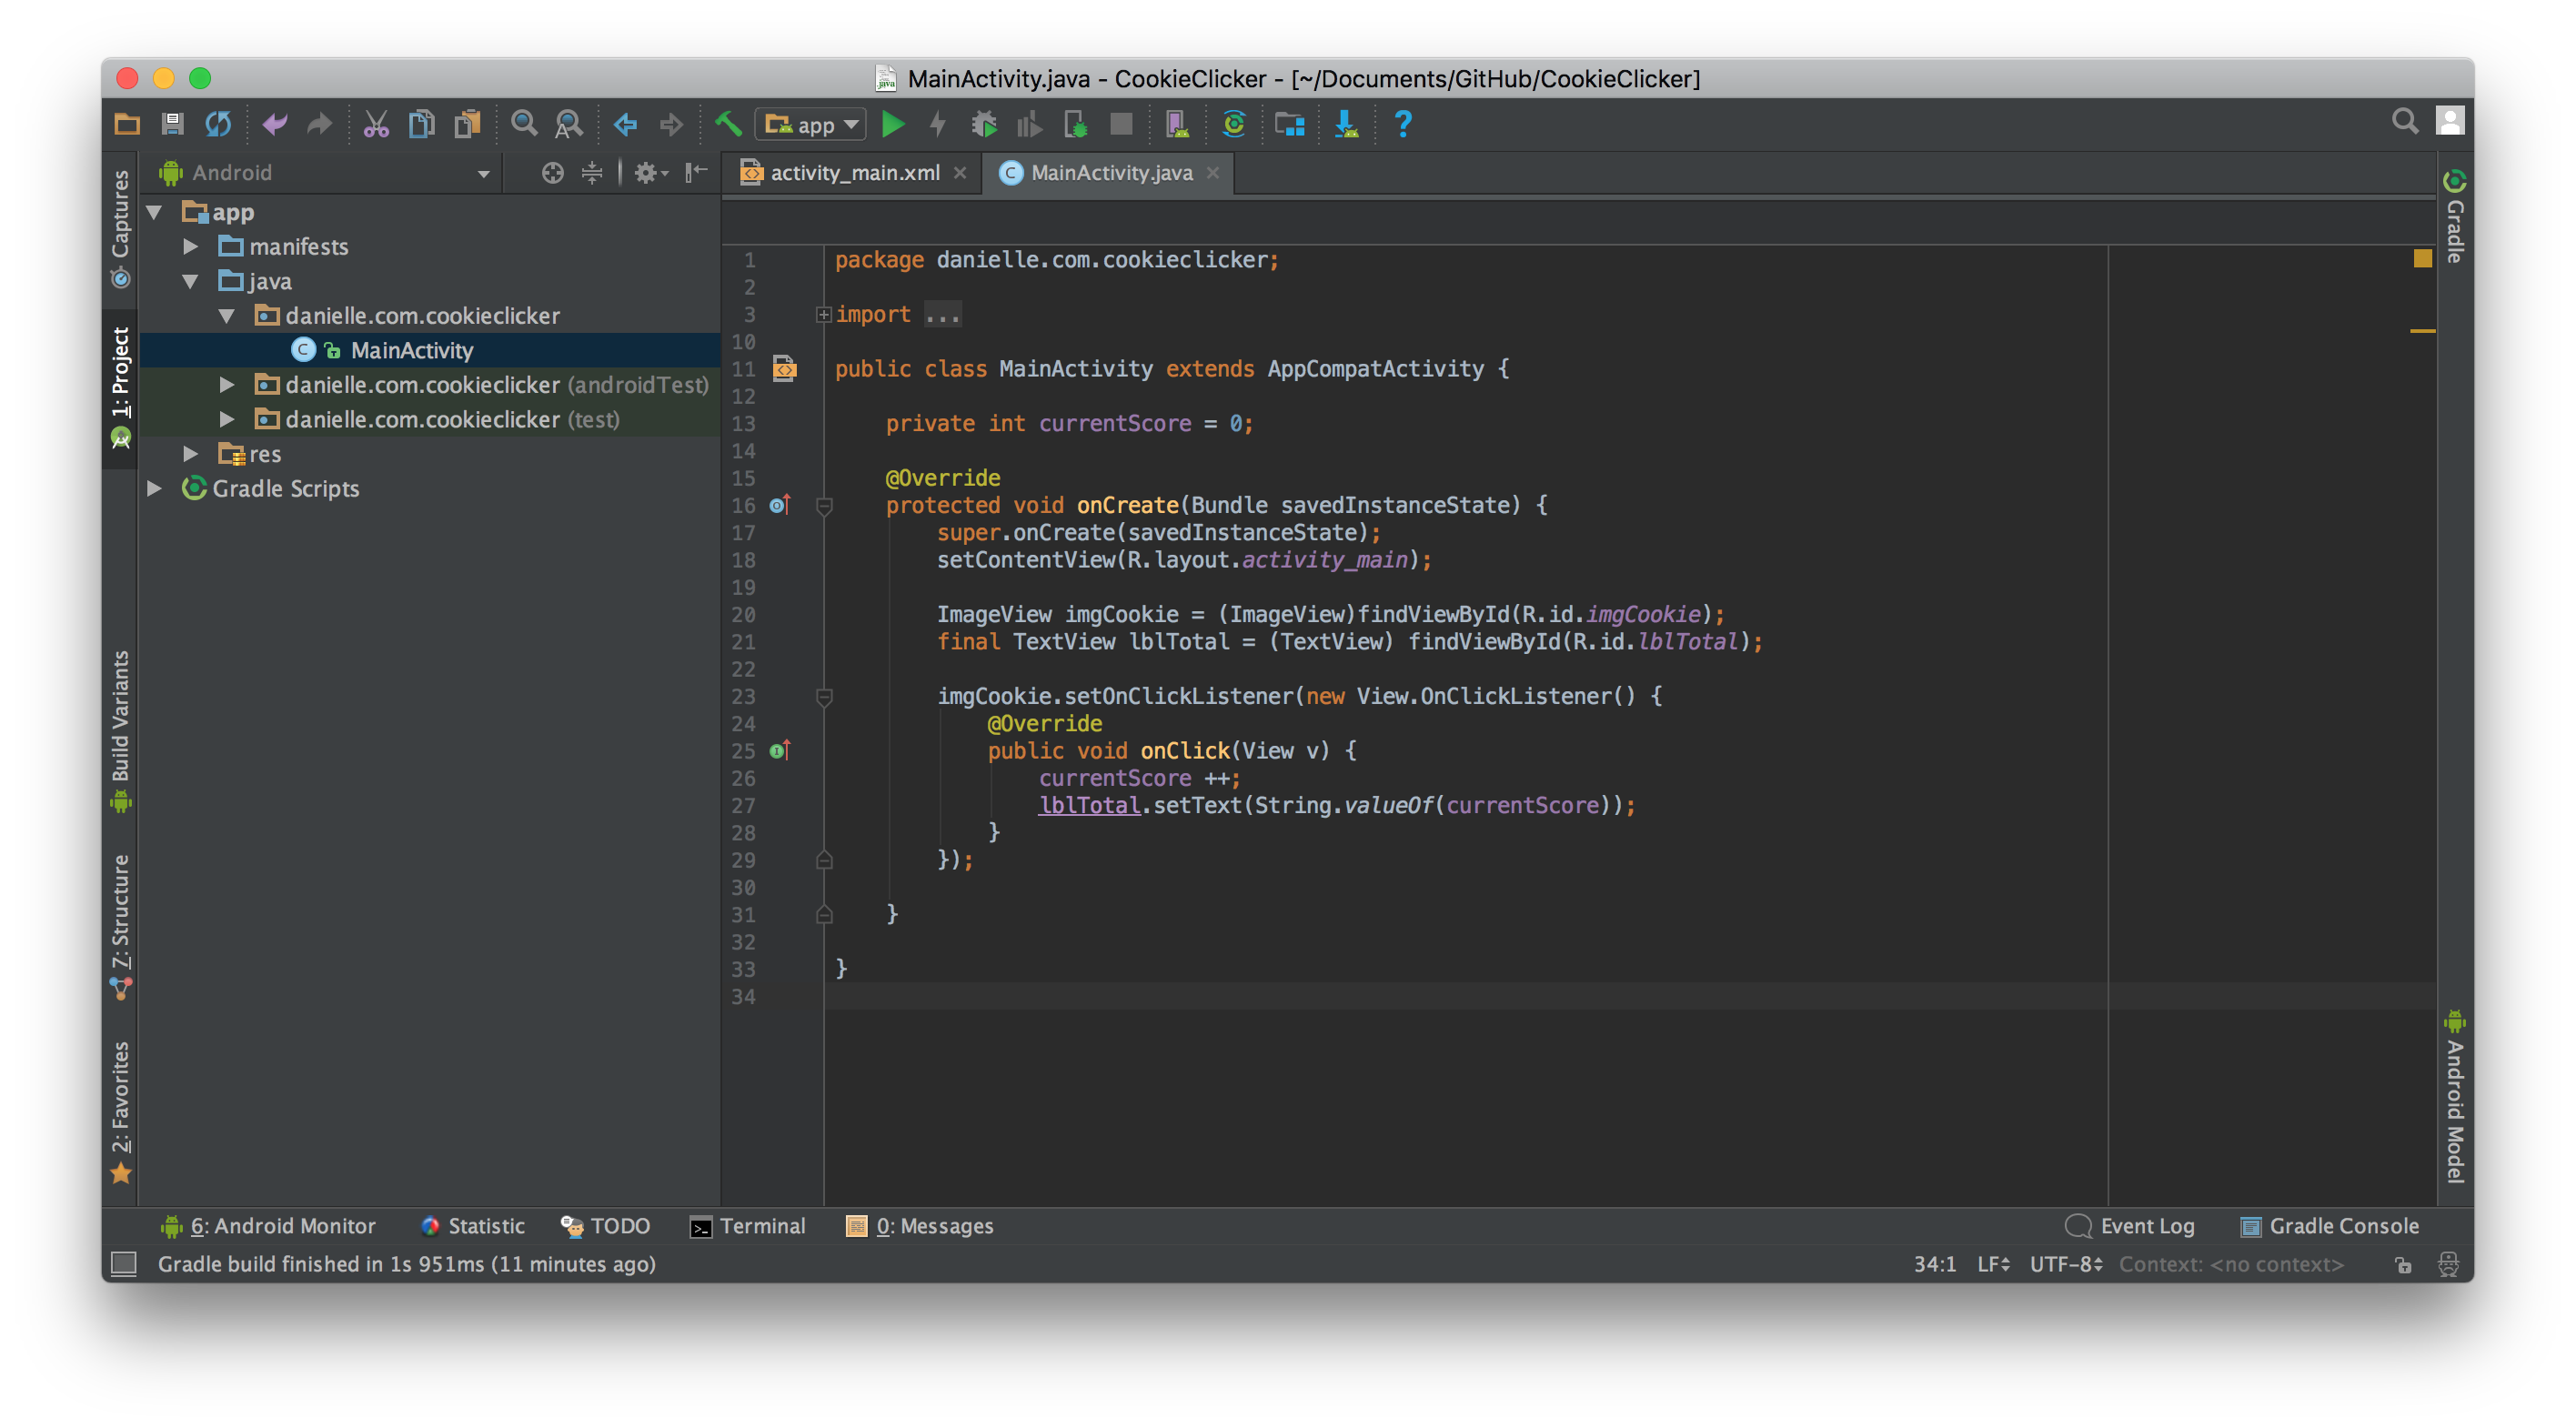 MainActivity.java - CookieClicker - [~/Documents/GitHub/CookieClicker]
app
Android
activity_main.xml
MainActivity.java
Captures
1: Project
Build Variants
7: Structure
2: Favorites
app
manifests
java
danielle.com.cookieclicker
MainActivity
danielle.com.cookieclicker (androidTest)
danielle.com.cookieclicker (test)
res
Gradle Scripts
1 package danielle.com.cookieclicker;
2
3 import ...
10
11 public class MainActivity extends AppCompatActivity {
12
13 private int currentScore = 0;
14
15 @Override
16 protected void onCreate(Bundle savedInstanceState) {
17 super.onCreate(savedInstanceState);
18 setContentView(R.layout.activity_main);
19
20 ImageView imgCookie = (ImageView)findViewById(R.id.imgCookie);
21 final TextView lblTotal = (TextView) findViewById(R.id.lblTotal);
22
23 imgCookie.setOnClickListener(new View.OnClickListener() {
24 @Override
25 public void onClick(View v) {
26 currentScore ++;
27 lblTotal.setText(String.valueOf(currentScore));
28 }
29 });
30
31 }
32
33 }
34
Gradle
Android Model
6: Android Monitor
Statistic
TODO
Terminal
0: Messages
Event Log
Gradle Console
Gradle build finished in 1s 951ms (11 minutes ago)
34:1
LF
UTF-8
Context: <no context>